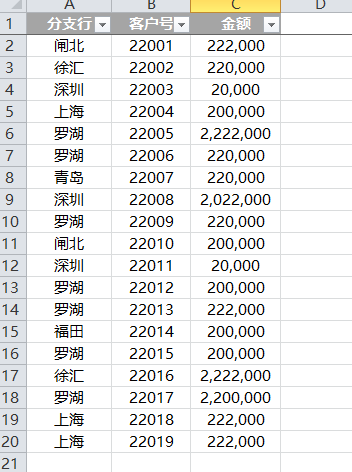 A B C D
1 分支行 客户号 金额
2 闸北 22001 222,000
3 徐汇 22002 220,000
4 深圳 22003 20,000
5 上海 22004 200,000
6 罗湖 22005 2,222,000
7 罗湖 22006 220,000
8 青岛 22007 220,000
9 深圳 22008 2,022,000
10 罗湖 22009 220,000
11 闸北 22010 200,000
12 深圳 22011 20,000
13 罗湖 22012 200,000
14 罗湖 22013 222,000
15 福田 22014 200,000
16 罗湖 22015 200,000
17 徐汇 22016 2,222,000
18 罗湖 22017 2,200,000
19 上海 22018 222,000
20 上海 22019 222,000
21